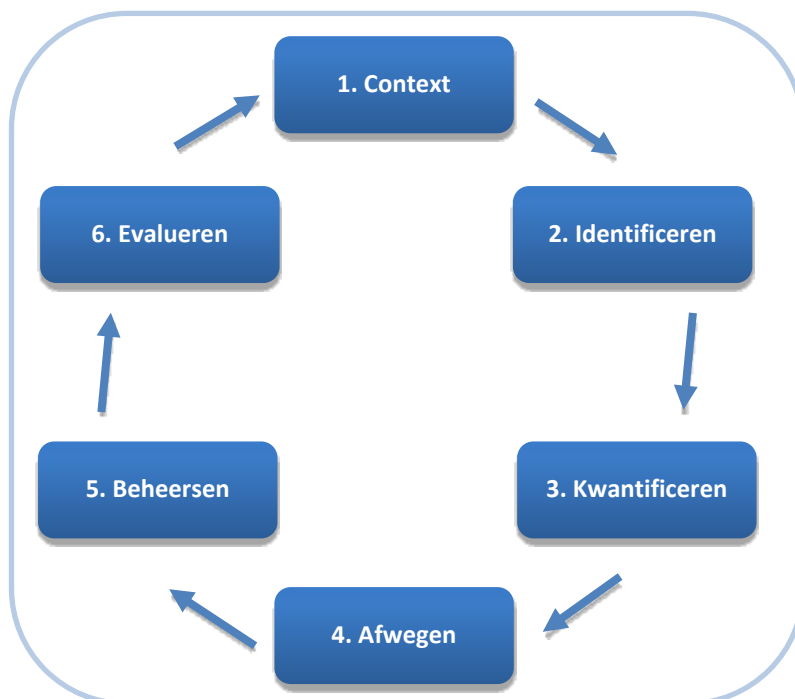 1. Context
2. Identificeren
3. Kwantificeren
4. Afwegen
5. Beheersen
6. Evalueren